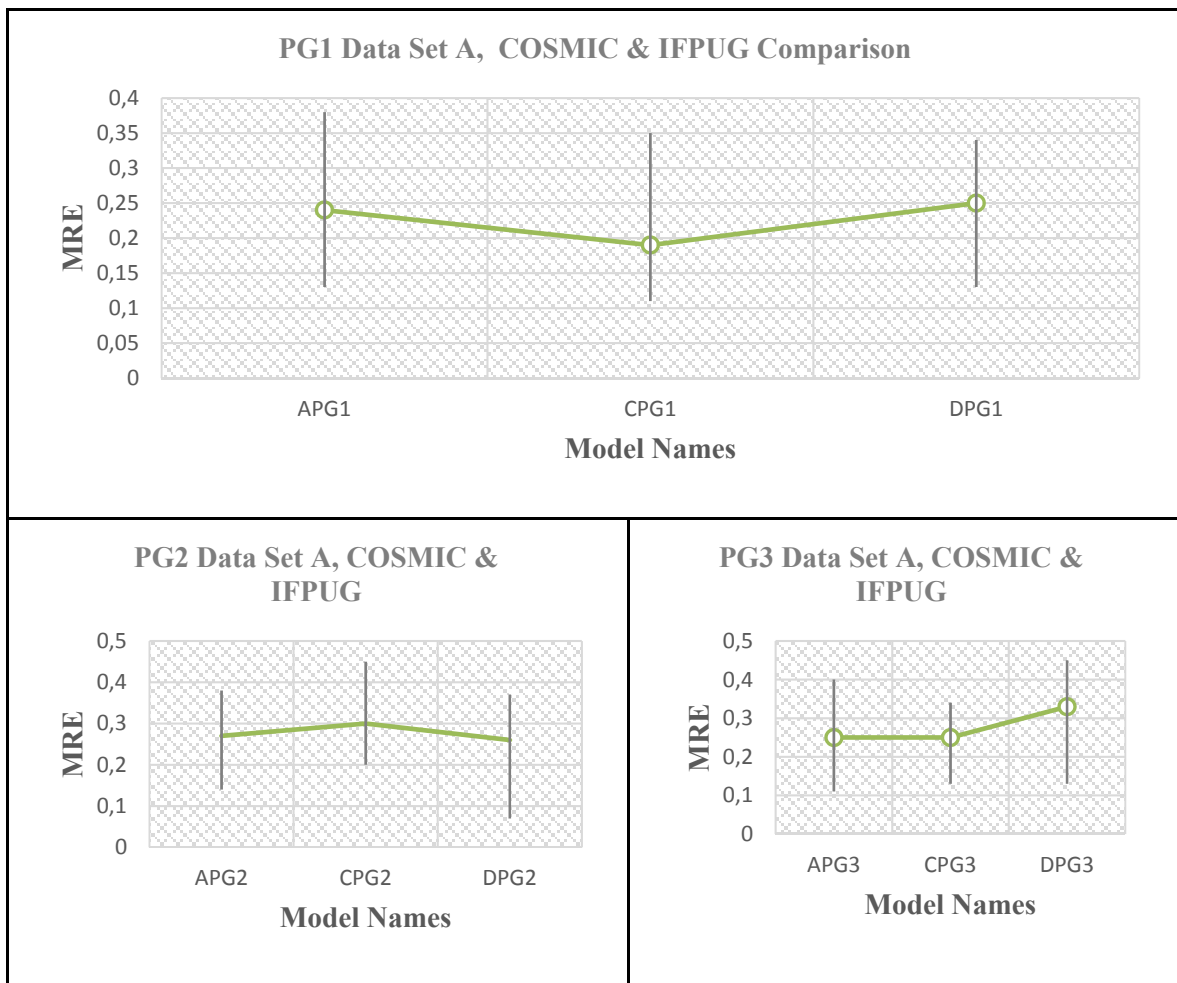 PG1 Data Set A, COSMIC & IFPUG Comparison
0,4
0,35
0,3
0,25
0,2
0,15
0,1
0,05
0
MRE
APG1 CPG1 DPG1
Model Names
PG2 Data Set A, COSMIC &
IFPUG
0,5
0,4
0,3
0,2
0,1
0
MRE
APG2 CPG2 DPG2
Model Names
PG3 Data Set A, COSMIC &
IFPUG
0,5
0,4
0,3
0,2
0,1
0
MRE
APG3 CPG3 DPG3
Model Names